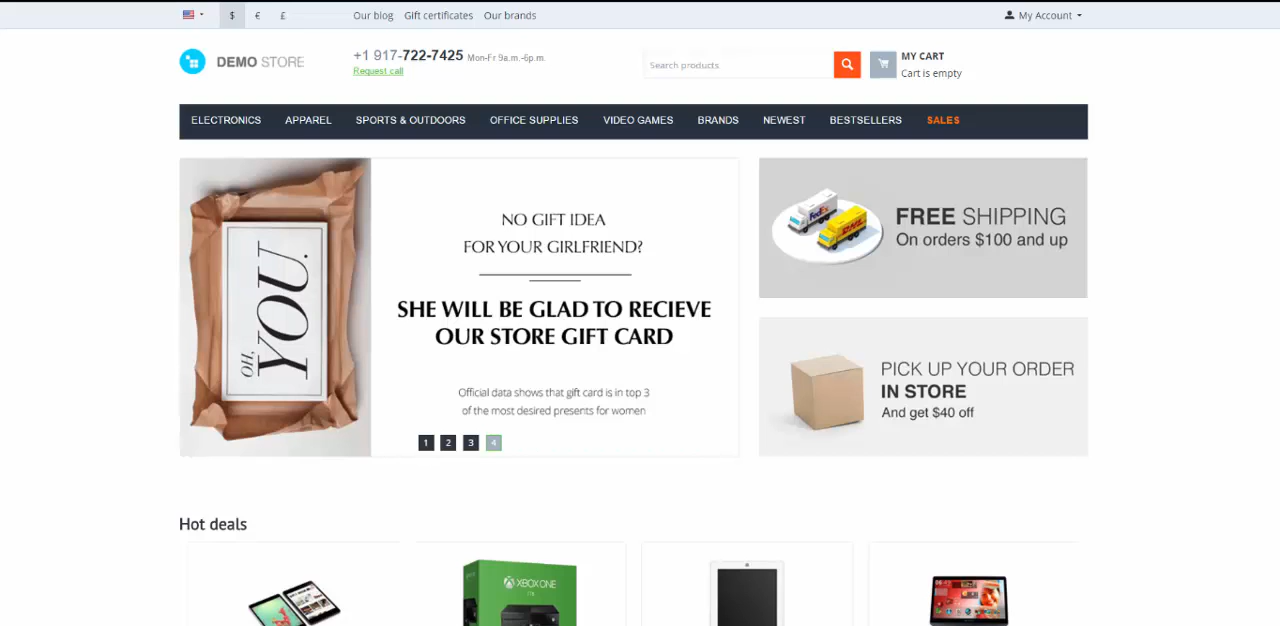 $ € £ Our blog Gift certificates Our brands My Account
DEMO STORE
+1 917-722-7425 Mon-Fr 9a.m.-6p.m.
Request call
Search products
MY CART
Cart is empty
ELECTRONICS APPAREL SPORTS & OUTDOORS OFFICE SUPPLIES VIDEO GAMES BRANDS NEWEST BESTSELLERS SALES
OH,
YOU.
NO GIFT IDEA
FOR YOUR GIRLFRIEND?
SHE WILL BE GLAD TO RECIEVE
OUR STORE GIFT CARD
Official data shows that gift card is in top 3
of the most desired presents for women
1 2 3 4
FedEx
DHL
FREE SHIPPING
On orders $100 and up
PICK UP YOUR ORDER
IN STORE
And get $40 off
Hot deals
XBOX ONE